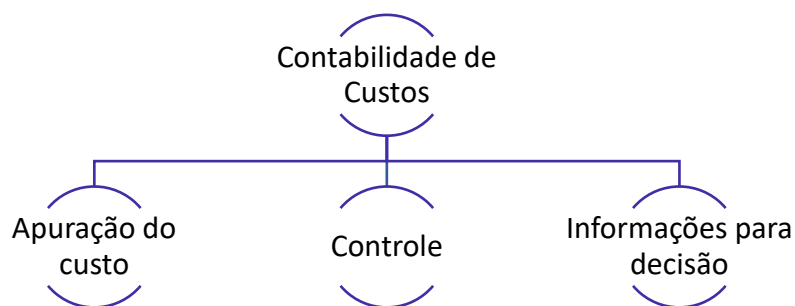 Contabilidade de
Custos
Apuração do
custo
Controle
Informações para
decisão